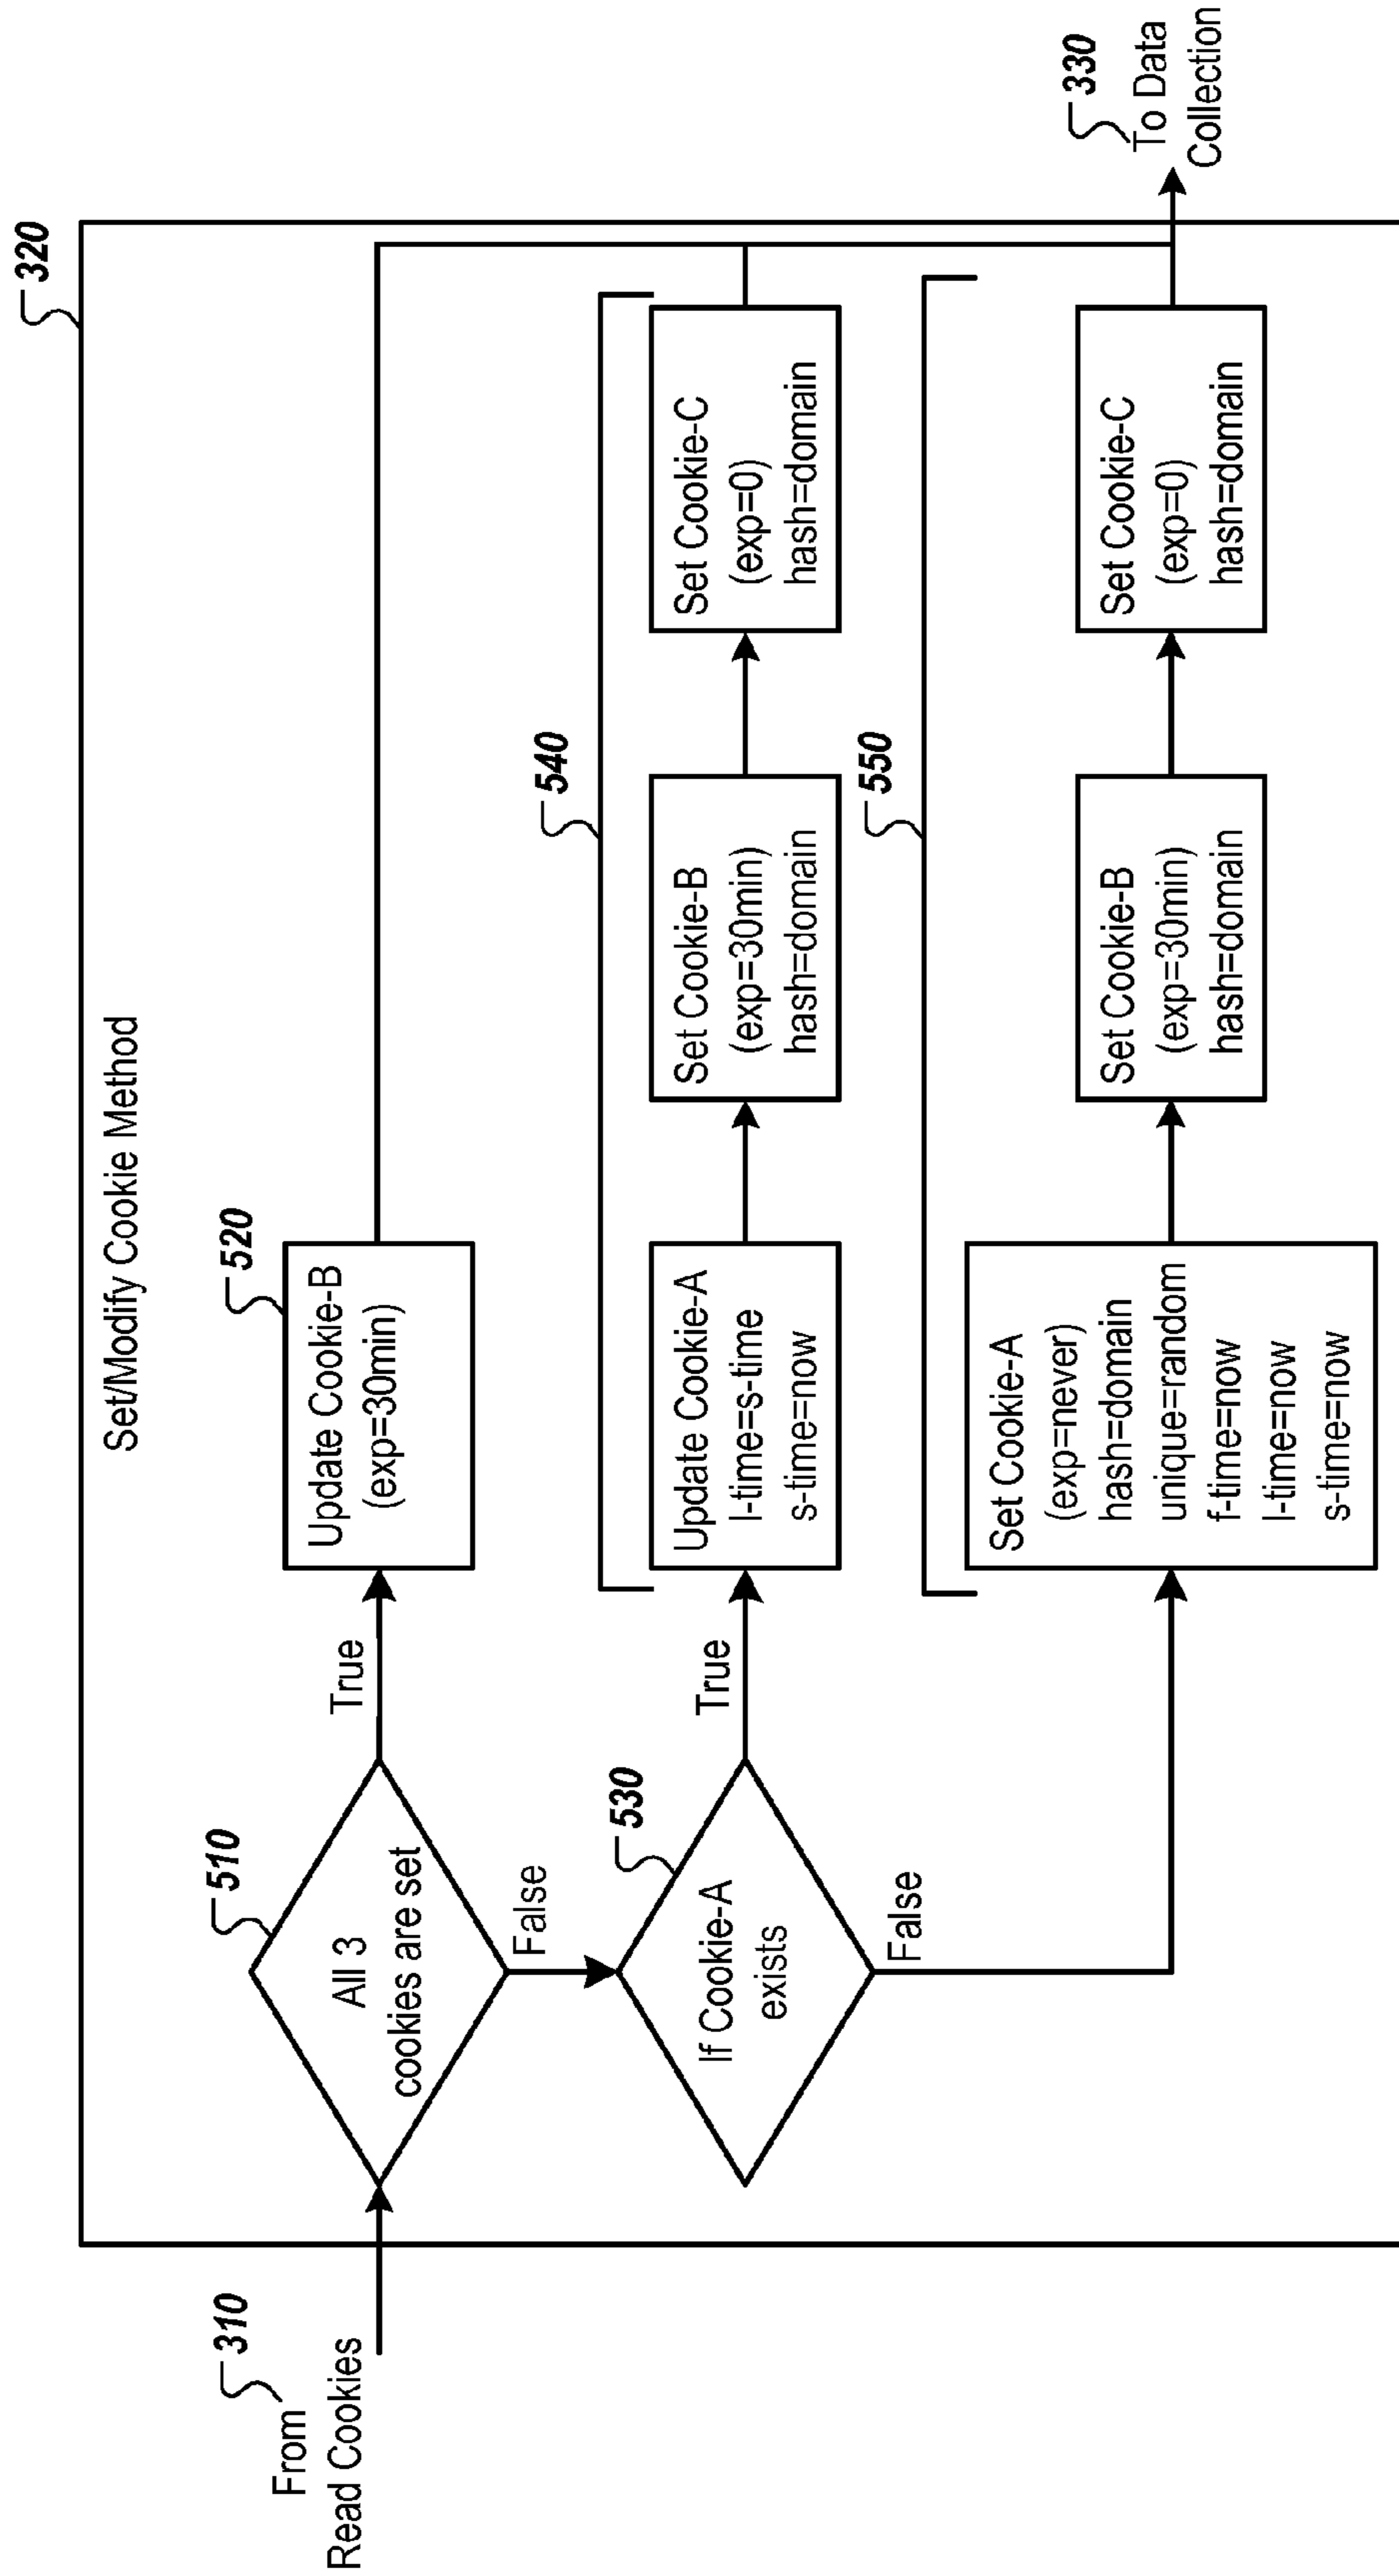 320
Set/Modify Cookie Method
310
From
Read Cookies
510
All 3
cookies are set
True
False
520
Update Cookie-B
(exp=30min)
530
If Cookie-A
exists
True
False
540
Update Cookie-A
l-time=s-time
s-time=now
Set Cookie-B
(exp=30min)
hash=domain
Set Cookie-C
(exp=0)
hash=domain
550
Set Cookie-A
(exp=never)
hash=domain
unique=random
f-time=now
l-time=now
s-time=now
Set Cookie-B
(exp=30min)
hash=domain
Set Cookie-C
(exp=0)
hash=domain
330
To Data
Collection